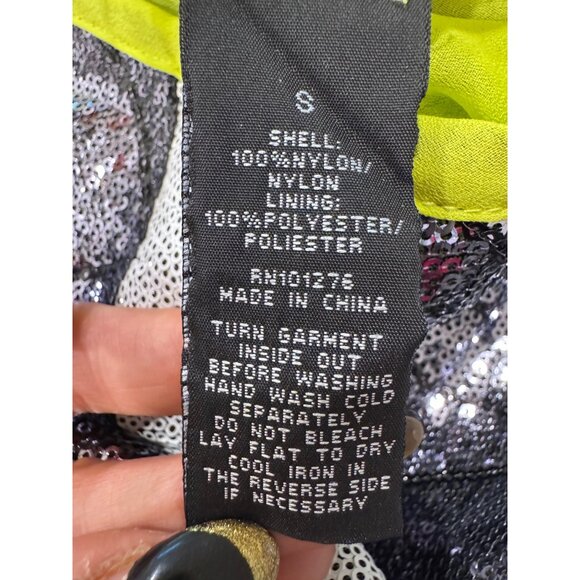 S
SHELL:
100%NYLON/
NYLON
LINING:
100%POLYESTER/
POLIESTER
RN101276
MADE IN CHINA
TURN GARMENT
INSIDE OUT
BEFORE WASHING
HAND WASH COLD
SEPARATELY
DO NOT BLEACH
LAY FLAT TO DRY
COOL IRON IN
THE REVERSE SIDE
IF NECESSARY